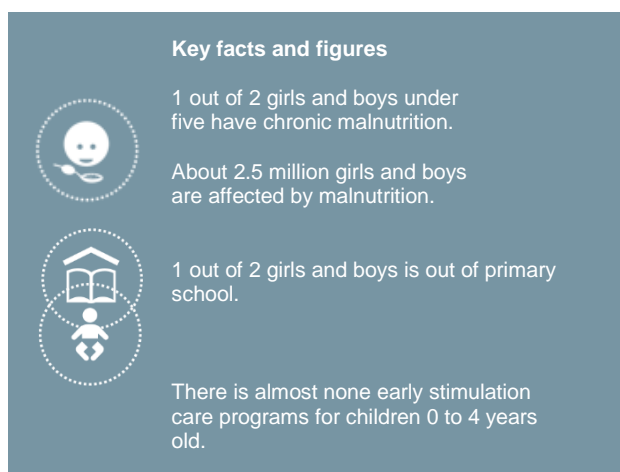 Key facts and figures
1 out of 2 girls and boys under
five have chronic malnutrition.
About 2.5 million girls and boys
are affected by malnutrition.
1 out of 2 girls and boys is out of primary
school.
There is almost none early stimulation
care programs for children 0 to 4 years
old.